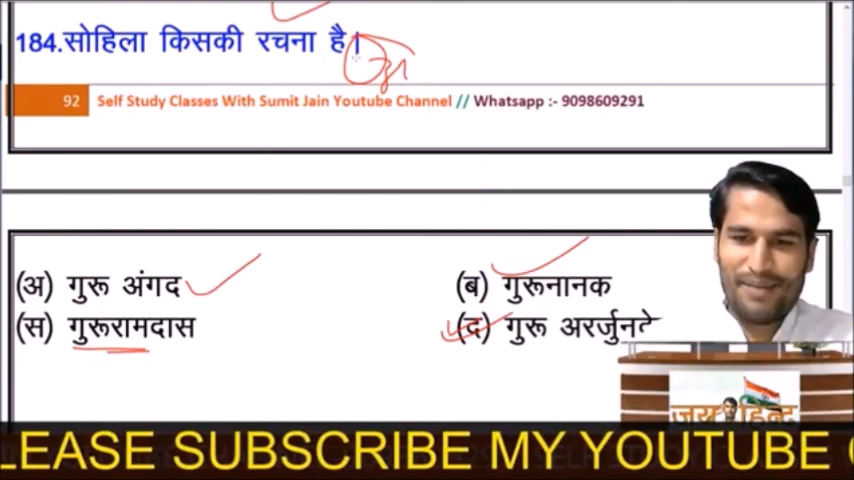 184.सोहिला किसकी रचना है।
92 Self Study Classes With Sumit Jain Youtube Channel // Whatsapp :- 9098609291
(अ) गुरू अंगद (ब) गुरूनानक
(स) गुरूरामदास (द) गुरू अरर्जुनदे
जय हिन्द
LEASE SUBSCRIBE MY YOUTUBE